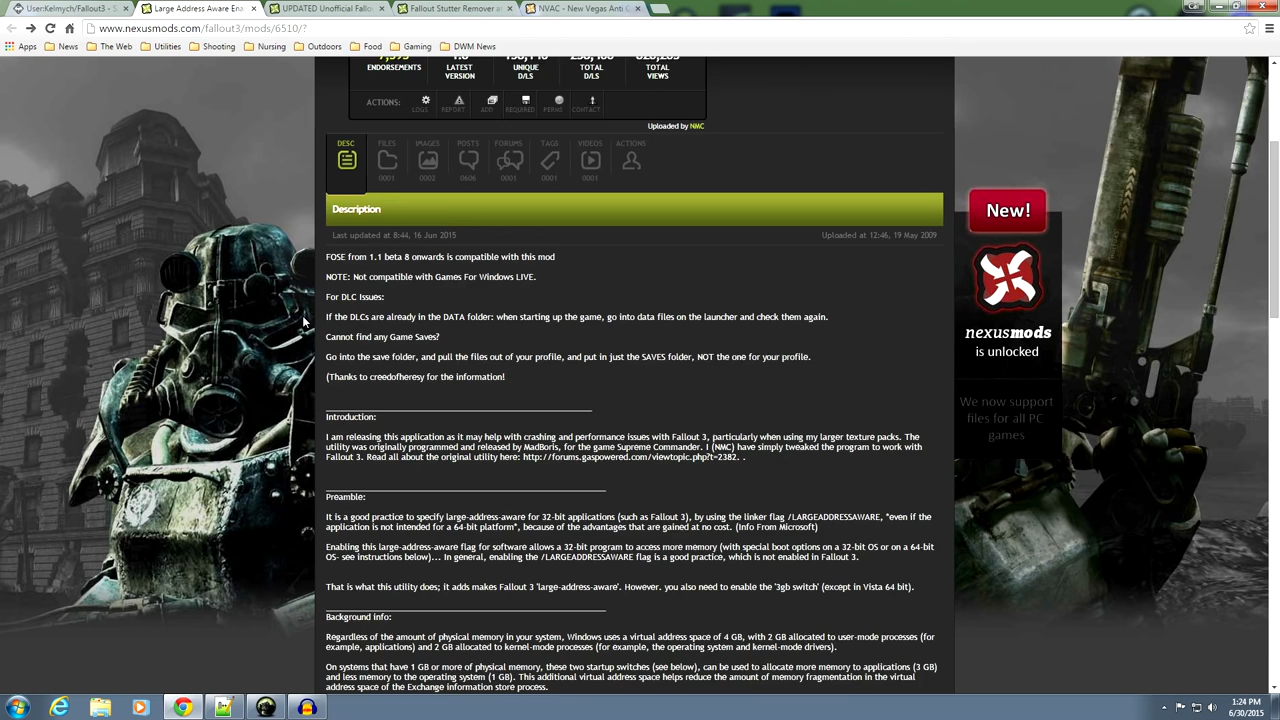 User:Kelmych/Fallout3 - S
Large Address Aware Ena
UPDATED Unofficial Fallo
Fallout Stutter Remover a
NVAC - New Vegas Anti C
Cal
www.nexusmods.com/fallout3/mods/6510/?
Apps
News
The Web
Utilities
Shooting
Nursing
Outdoors
Food
Gaming
DWM News
ENDORSEMENTS
LATEST VERSION
UNIQUE D/LS
TOTAL D/LS
TOTAL VIEWS
ACTIONS:
LOGS
REPORT
ADD
REQUIRED
PERMS
CONTACT
Uploaded by NMC
DESC
FILES
IMAGES
POSTS
FORUMS
TAGS
VIDEOS
ACTIONS
0001
0002
0606
0001
0001
0001
Description
Last updated at 8:44, 16 Jun 2015
Uploaded at 12:46, 19 May 2009
FOSE from 1.1 beta 8 onwards is compatible with this mod
NOTE: Not compatible with Games For Windows LIVE.
For DLC Issues:
If the DLCs are already in the DATA folder: when starting up the game, go into data files on the launcher and check them again.
Cannot find any Game Saves?
Go into the save folder, and pull the files out of your profile, and put in just the SAVES folder, NOT the one for your profile.
(Thanks to creedofheresy for the information!
Introduction:
I am releasing this application as it may help with crashing and performance issues with Fallout 3, particularly when using my larger texture packs. The
utility was originally programmed and released by MadBoris, for the game Supreme Commander. I (NMC) have simply tweaked the program to work with
Fallout 3. Read all about the original utility here: http://forums.gaspowered.com/viewtopic.php?t=2382. .
Preamble:
It is a good practice to specify large-address-aware for 32-bit applications (such as Fallout 3), by using the linker flag /LARGEADDRESSAWARE, *even if the
application is not intended for a 64-bit platform*, because of the advantages that are gained at no cost. (Info From Microsoft)
Enabling this large-address-aware flag for software allows a 32-bit program to access more memory (with special boot options on a 32-bit OS or on a 64-bit
OS- see instructions below)... In general, enabling the /LARGEADDRESSAWARE flag is a good practice, which is not enabled in Fallout 3.
That is what this utility does; it adds makes Fallout 3 'large-address-aware'. However. you also need to enable the '3gb switch' (except in Vista 64 bit).
Background info:
Regardless of the amount of physical memory in your system, Windows uses a virtual address space of 4 GB, with 2 GB allocated to user-mode processes (for
example, applications) and 2 GB allocated to kernel-mode processes (for example, the operating system and kernel-mode drivers).
On systems that have 1 GB or more of physical memory, these two startup switches (see below), can be used to allocate more memory to applications (3 GB)
and less memory to the operating system (1 GB). This additional virtual address space helps reduce the amount of memory fragmentation in the virtual
address space of the Exchange information store process.
New!
nexusmods
is unlocked
We now support
files for all PC
games
1:24 PM
6/30/2015